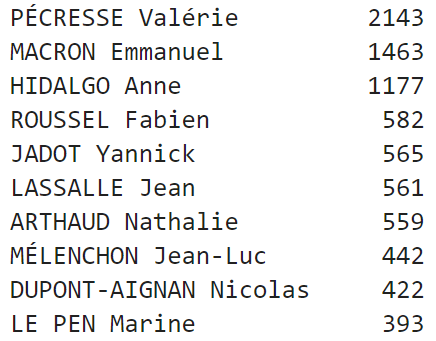 PÉCRESSE Valérie 2143
MACRON Emmanuel 1463
HIDALGO Anne 1177
ROUSSEL Fabien 582
JADOT Yannick 565
LASSALLE Jean 561
ARTHAUD Nathalie 559
MÉLENCHON Jean-Luc 442
DUPONT-AIGNAN Nicolas 422
LE PEN Marine 393